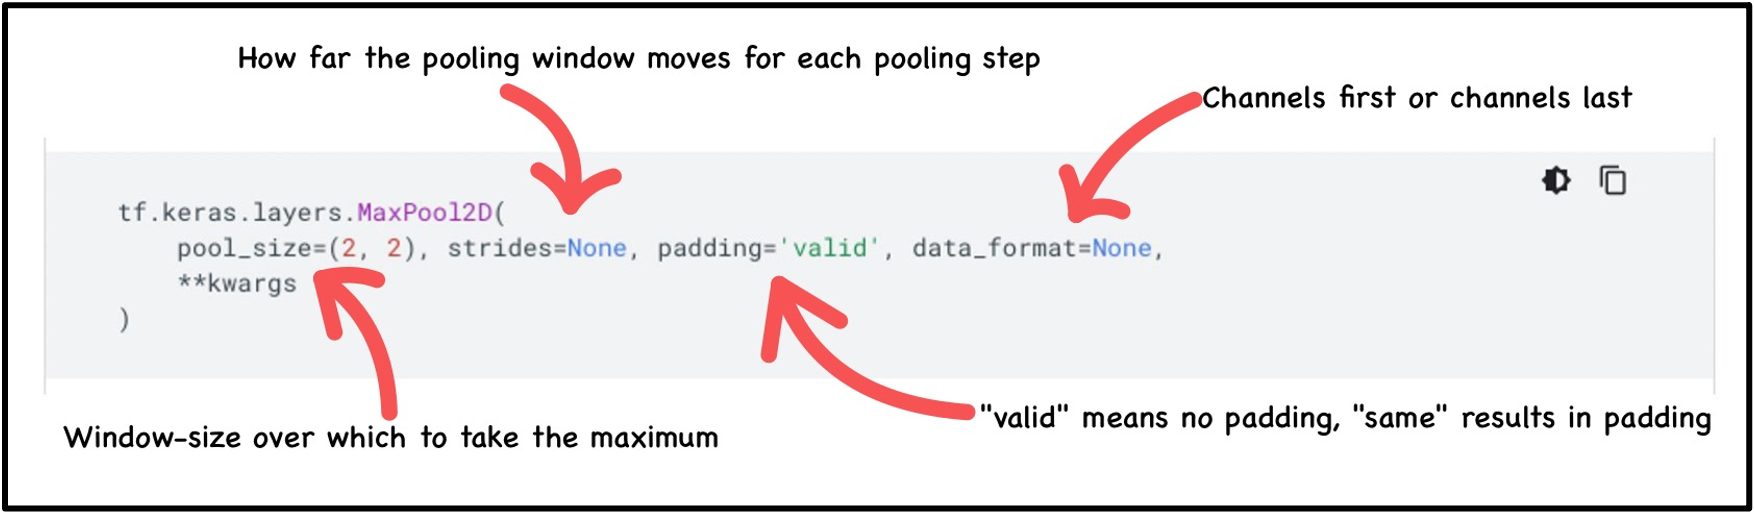 How far the pooling window moves for each pooling step
Channels first or channels last
tf.keras.layers.MaxPool2D(
pool_size=(2, 2), strides=None, padding='valid', data_format=None,
**kwargs
)
Window-size over which to take the maximum
"valid" means no padding, "same" results in padding